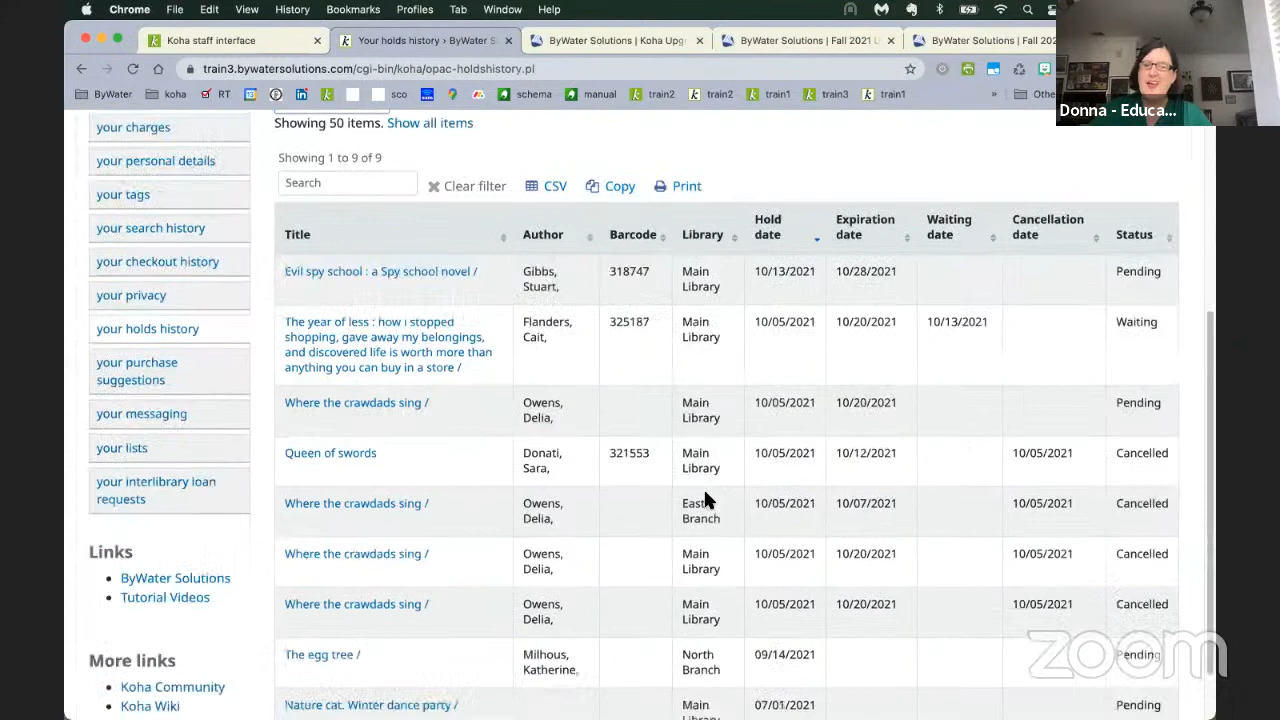 Chrome File Edit View History Bookmarks Profiles Tab Window Help
Koha staff interface
Your holds history › ByWater S
ByWater Solutions | Koha Upg
ByWater Solutions | Fall 2021 L
ByWater Solutions | Fall 202
train3.bywatersolutions.com/cgi-bin/koha/opac-holdshistory.pl
ByWater koha RT sco schema manual train2 train2 train1 train3 train1 » Othe
Donna - Educa...
your charges
your personal details
your tags
your search history
your checkout history
your privacy
your holds history
your purchase
suggestions
your messaging
your lists
your interlibrary loan
requests
Links
ByWater Solutions
Tutorial Videos
More links
Koha Community
Koha Wiki
Showing 50 items. Show all items
Showing 1 to 9 of 9
Search Clear filter CSV Copy Print
Title Author Barcode Library Hold date Expiration date Waiting date Cancellation date Status
Evil spy school : a Spy school novel / Gibbs, Stuart, 318747 Main Library 10/13/2021 10/28/2021 Pending
The year of less : how i stopped
shopping, gave away my belongings,
and discovered life is worth more than
anything you can buy in a store / Flanders, Cait, 325187 Main Library 10/05/2021 10/20/2021 10/13/2021 Waiting
Where the crawdads sing / Owens, Delia, Main Library 10/05/2021 10/20/2021 Pending
Queen of swords Donati, Sara, 321553 Main Library 10/05/2021 10/12/2021 10/05/2021 Cancelled
Where the crawdads sing / Owens, Delia, East Branch 10/05/2021 10/07/2021 10/05/2021 Cancelled
Where the crawdads sing / Owens, Delia, Main Library 10/05/2021 10/20/2021 10/05/2021 Cancelled
Where the crawdads sing / Owens, Delia, Main Library 10/05/2021 10/20/2021 10/05/2021 Cancelled
The egg tree / Milhous, Katherine, North Branch 09/14/2021 Pending
Nature cat. Winter dance party / Main Library 07/01/2021 Pending
zoom